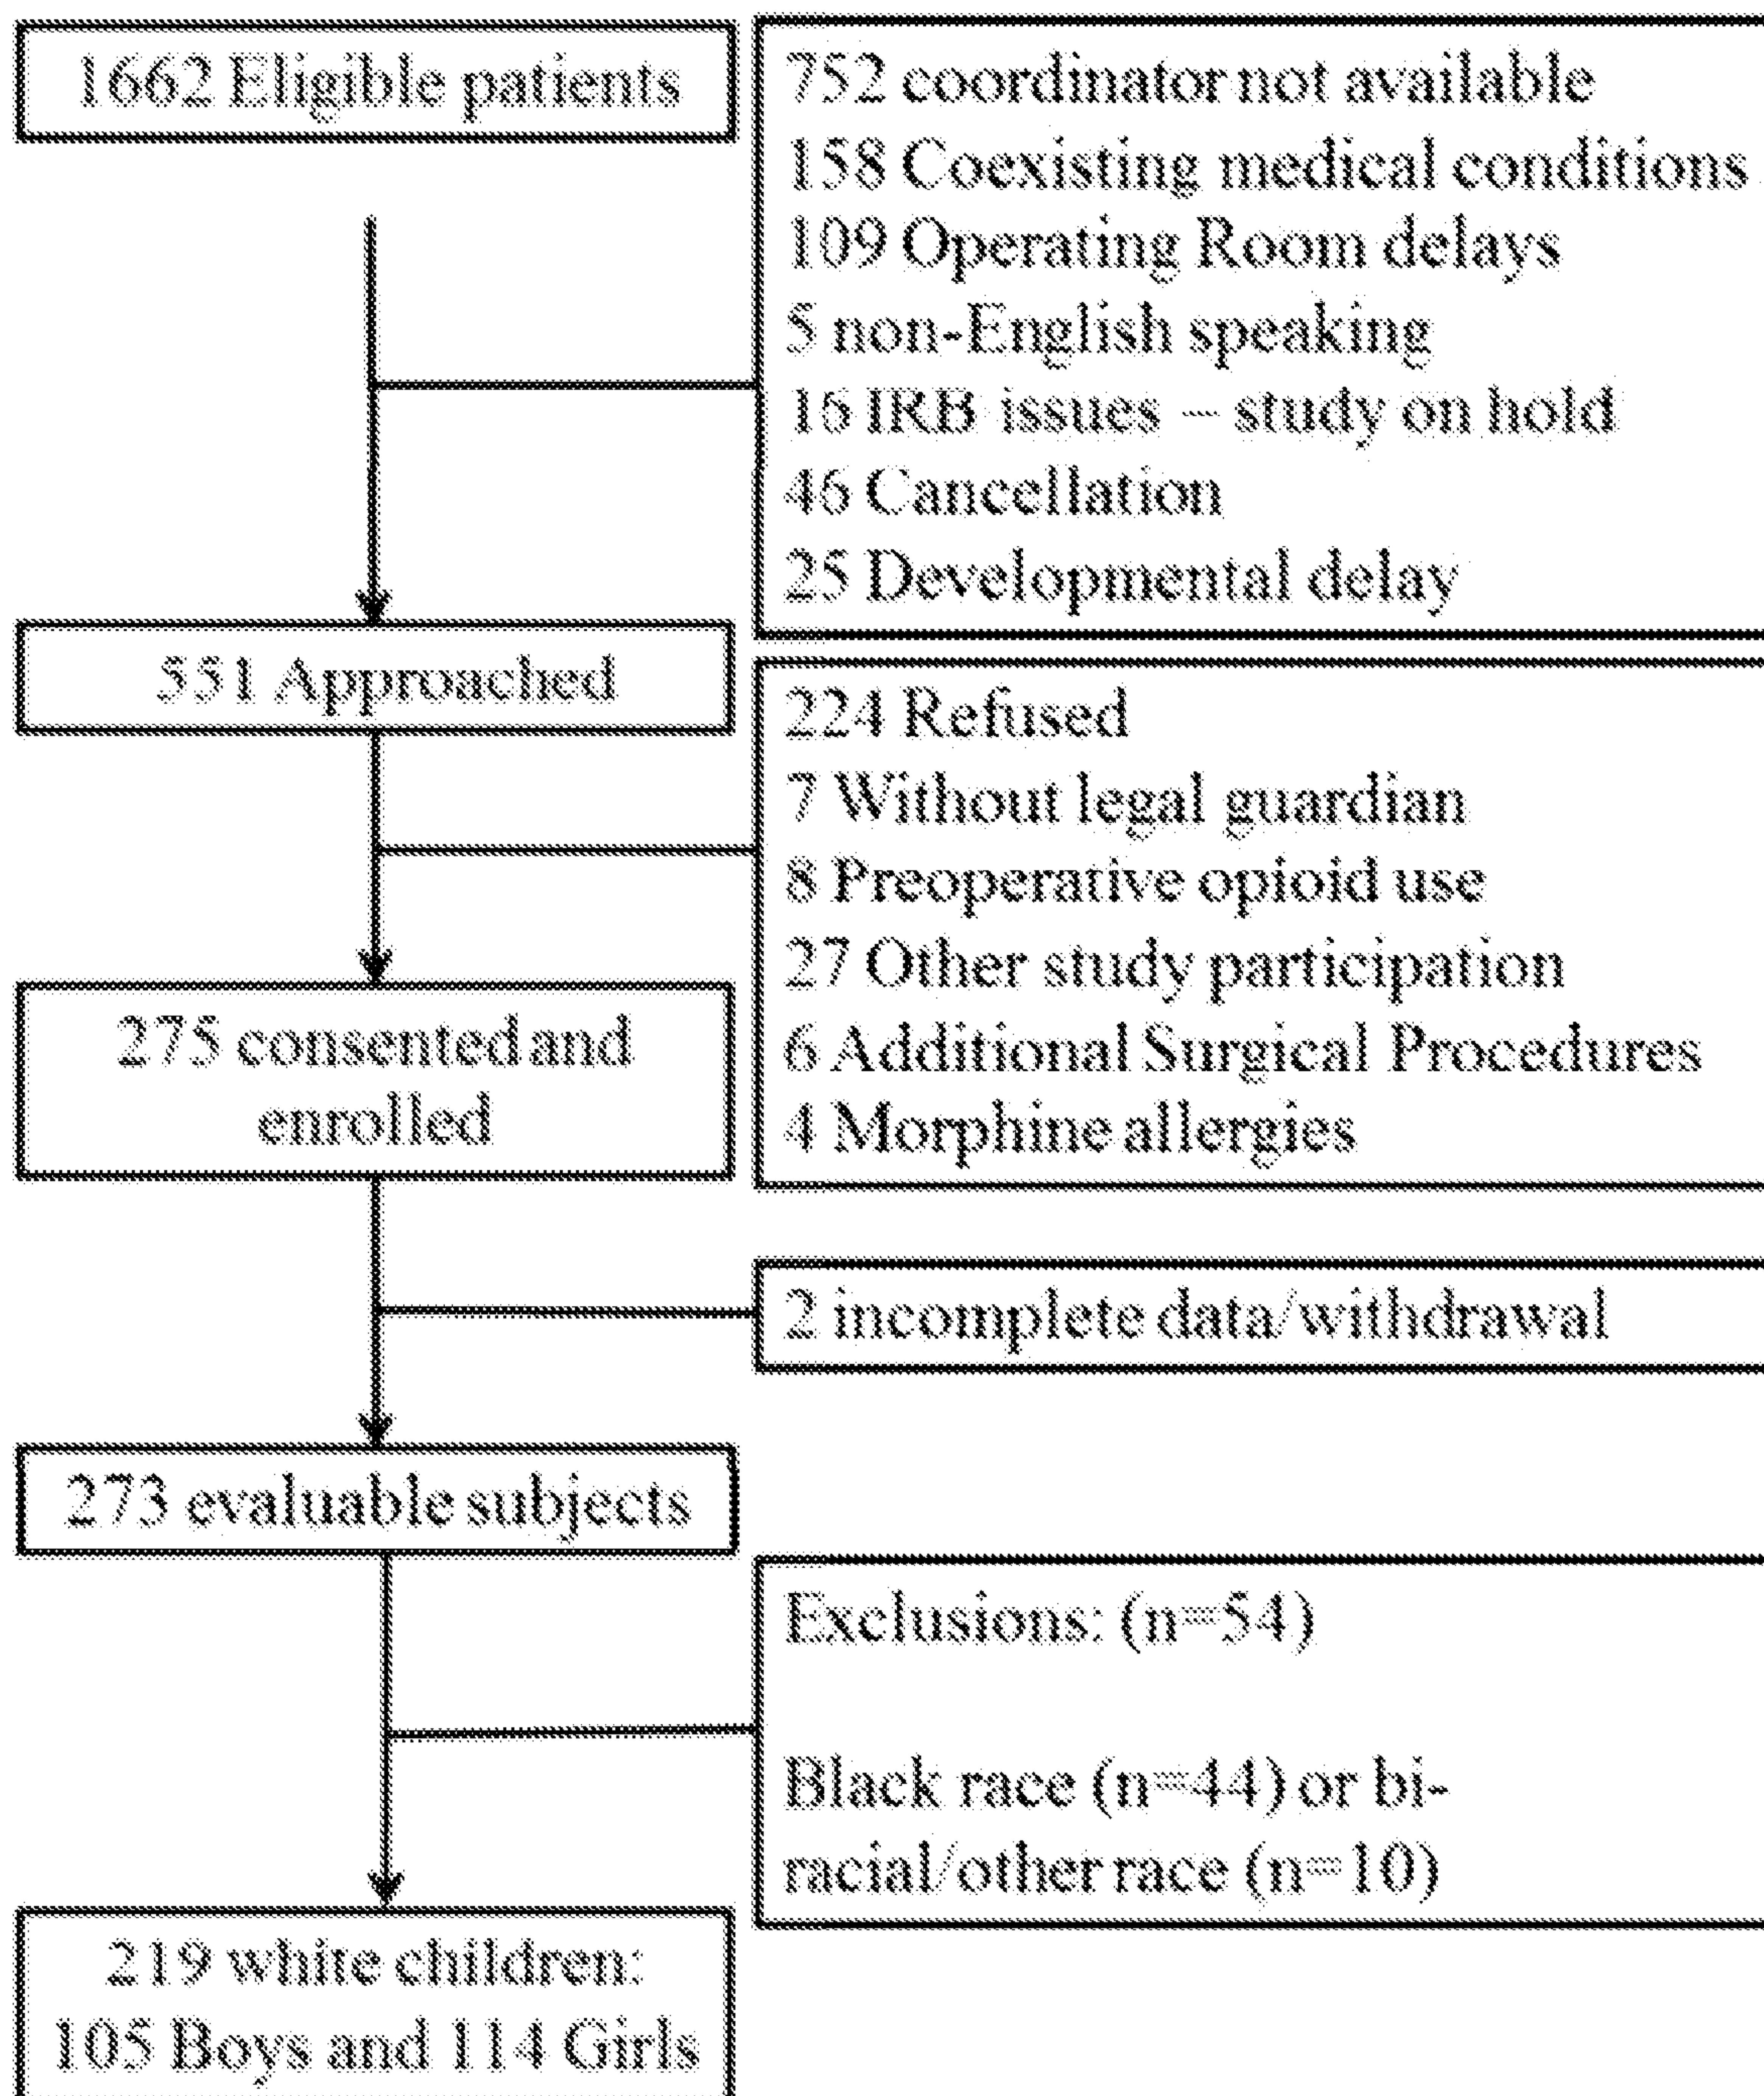 1662 Eligible patients
752 coordinator not available
158 Coexisting medical conditions
109 Operating Room delays
5 non-English speaking
16 IRB issues – study on hold
46 Cancellation
25 Developmental delay
551 Approached
224 Refused
7 Without legal guardian
8 Preoperative opioid use
27 Other study participation
6 Additional Surgical Procedures
4 Morphine allergies
275 consented and
enrolled
2 incomplete data/withdrawal
273 evaluable subjects
Exclusions: (n=54)
Black race (n=44) or bi-
racial/other race (n=10)
219 white children:
105 Boys and 114 Girls